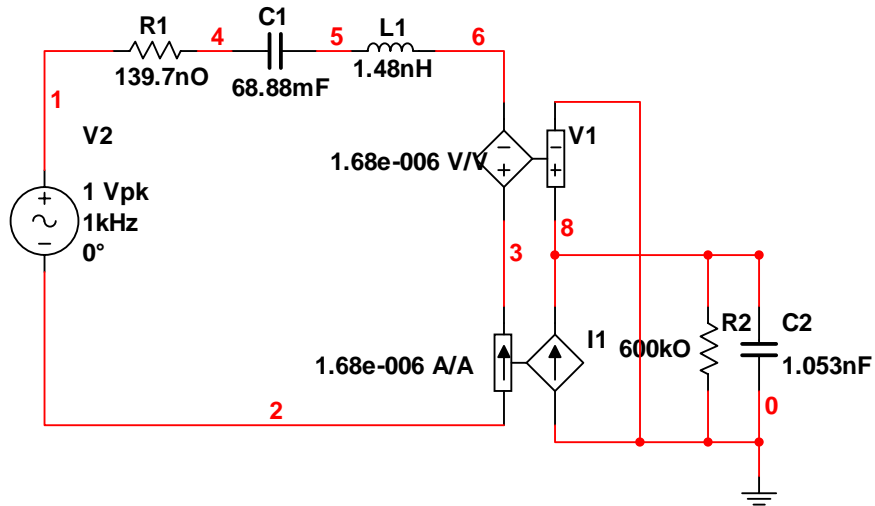 R1
139.7nO
4
C1
68.88mF
5
L1
1.48nH
6
1
V2
1 Vpk
1kHz
0°
1.68e-006 V/V
V1
3
8
1.68e-006 A/A
I1
600kO
R2
C2
1.053nF
2
0